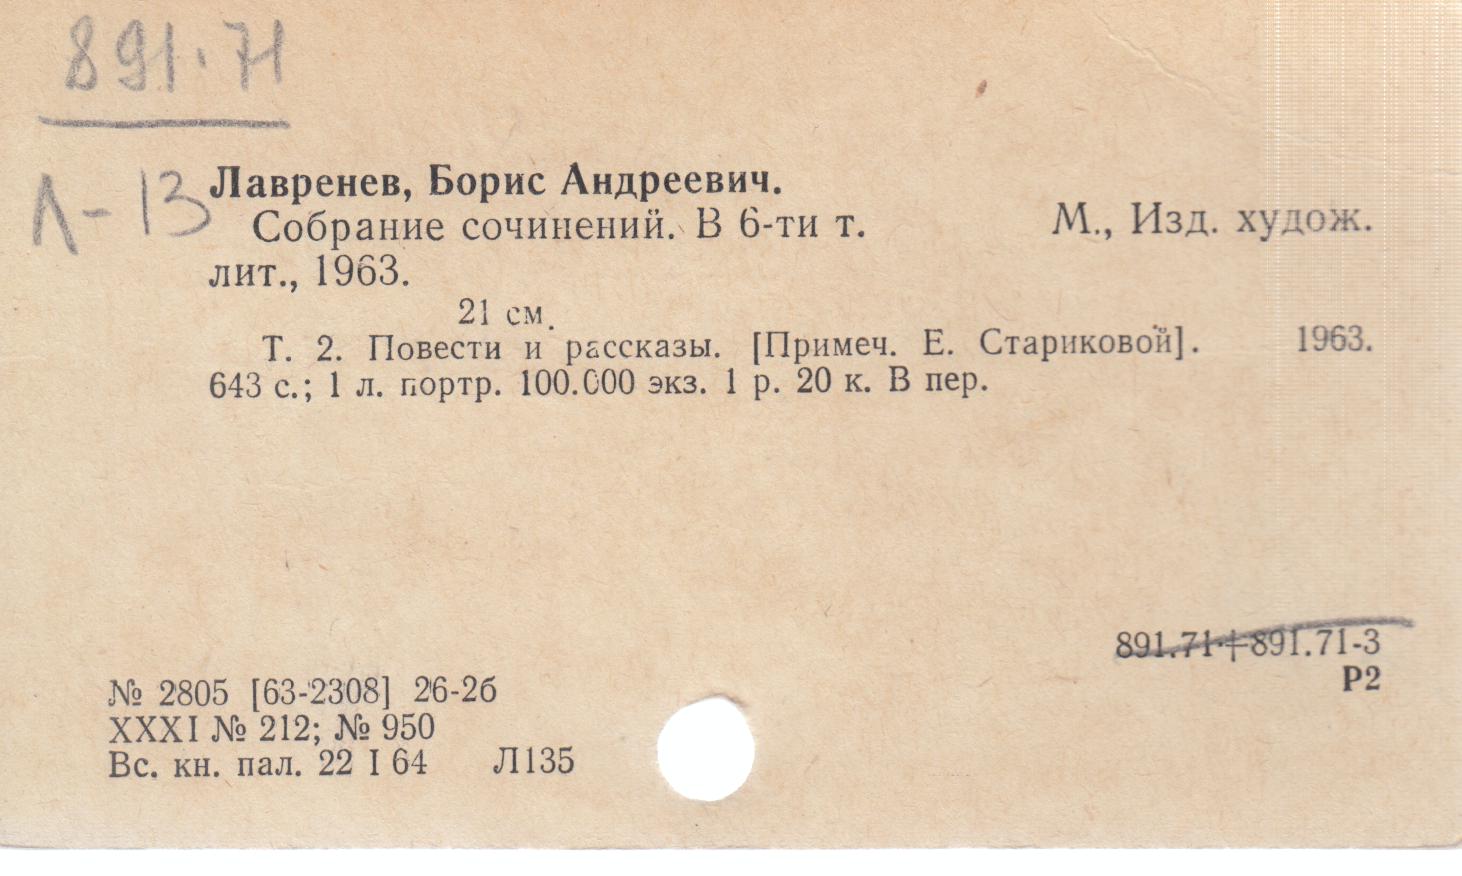 891.71
Л-13
Лавренев, Борис Андреевич.
Собрание сочинений. В 6-ти т. М., Изд. худож.
лит., 1963.
21 см.
Т. 2. Повести и рассказы. [Примеч. Е. Стариковой]. 1963.
643 с.; 1 л. портр. 100.000 экз. 1 р. 20 к. В пер.
891.71+891.71-3
Р2
№ 2805 [63-2308] 26-2б
XXXI № 212; № 950
Вс. кн. пал. 22 I 64 Л135